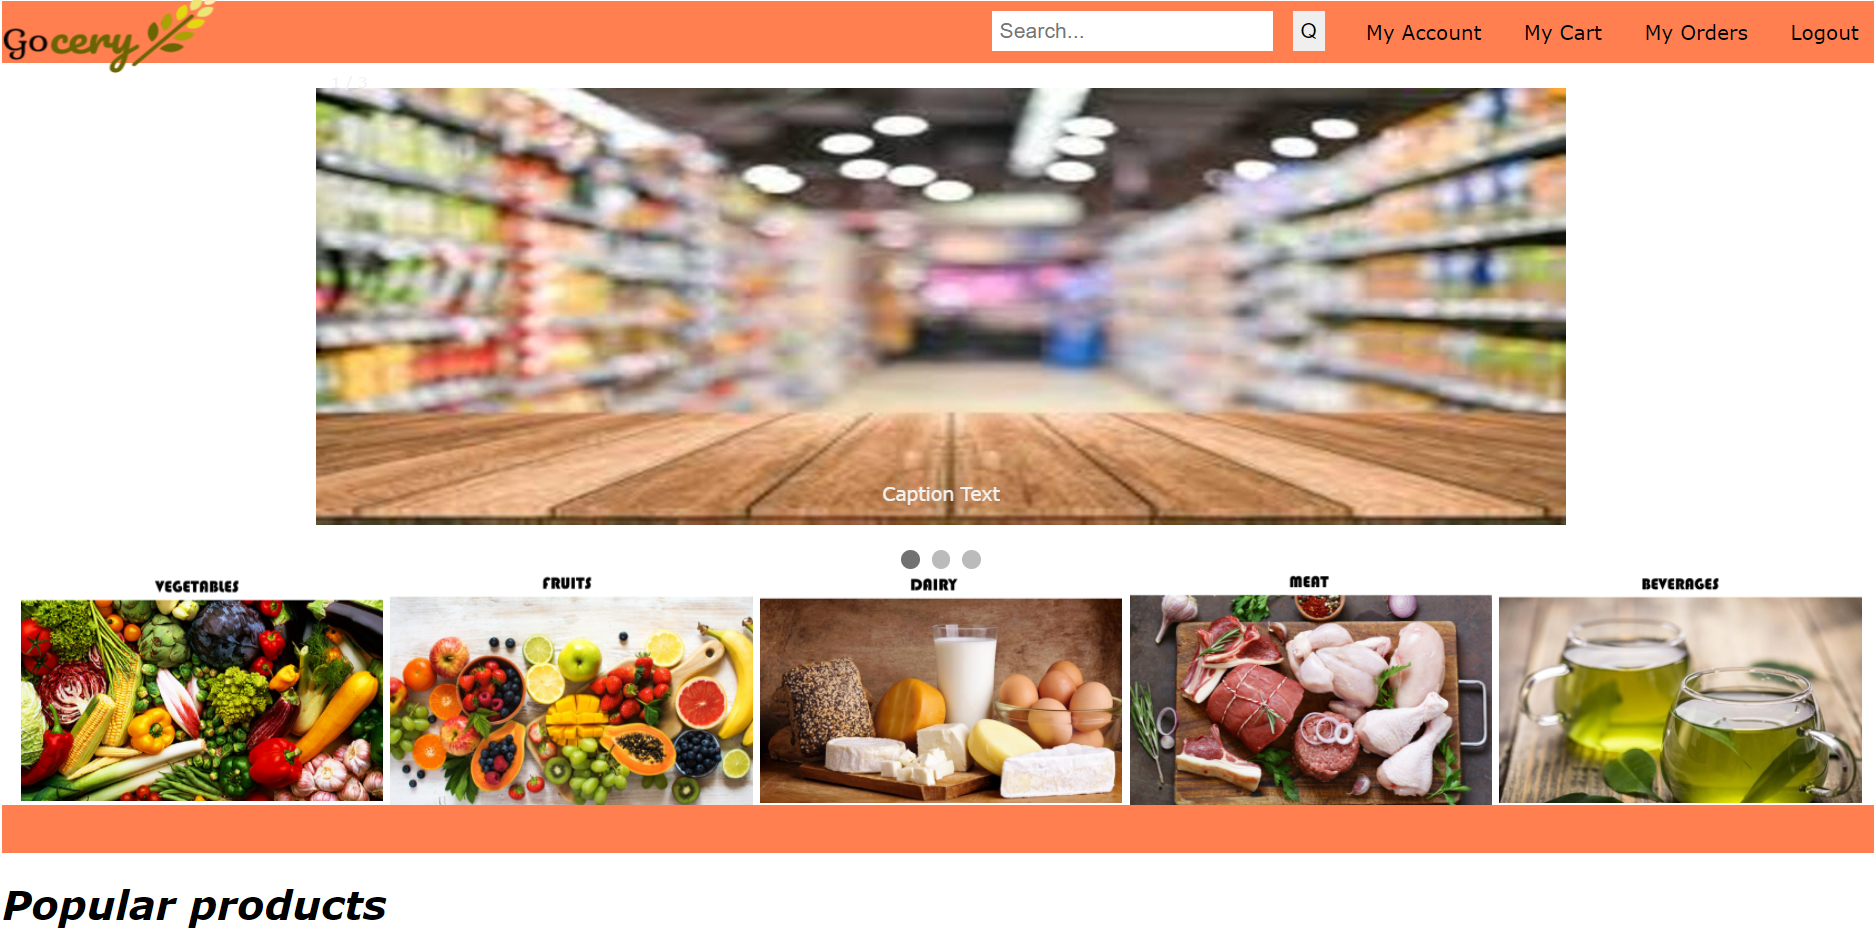 Gocery
Search...
Q
My Account
My Cart
My Orders
Logout
1 / 3
Caption Text
VEGETABLES
FRUITS
DAIRY
MEAT
BEVERAGES
Popular products